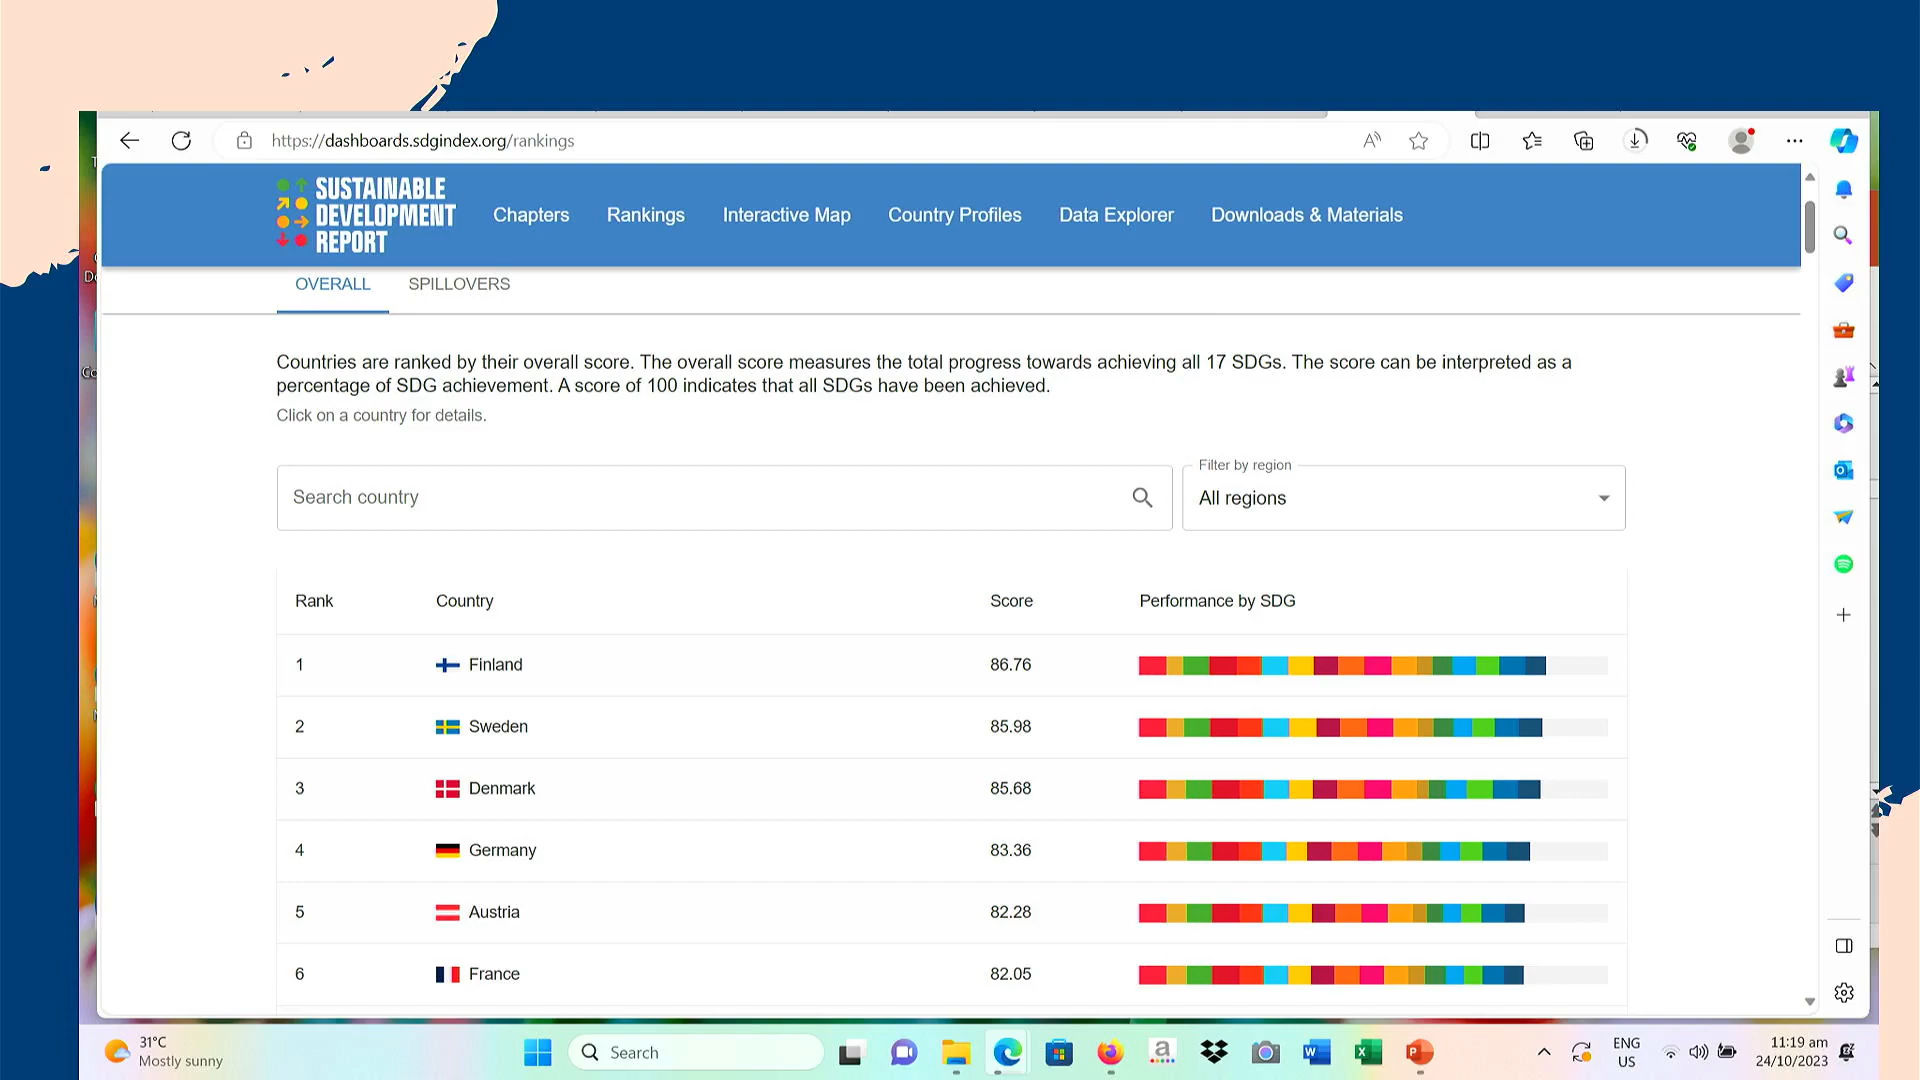 https://dashboards.sdgindex.org/rankings
SUSTAINABLE
DEVELOPMENT
REPORT
Chapters
Rankings
Interactive Map
Country Profiles
Data Explorer
Downloads & Materials
OVERALL
SPILLOVERS
Countries are ranked by their overall score. The overall score measures the total progress towards achieving all 17 SDGs. The score can be interpreted as a
percentage of SDG achievement. A score of 100 indicates that all SDGs have been achieved.
Click on a country for details.
Search country
Filter by region
All regions
Rank Country Score Performance by SDG
1 Finland 86.76
2 Sweden 85.98
3 Denmark 85.68
4 Germany 83.36
5 Austria 82.28
6 France 82.05
31°C
Mostly sunny
Search
ENG
US
11:19 am
24/10/2023